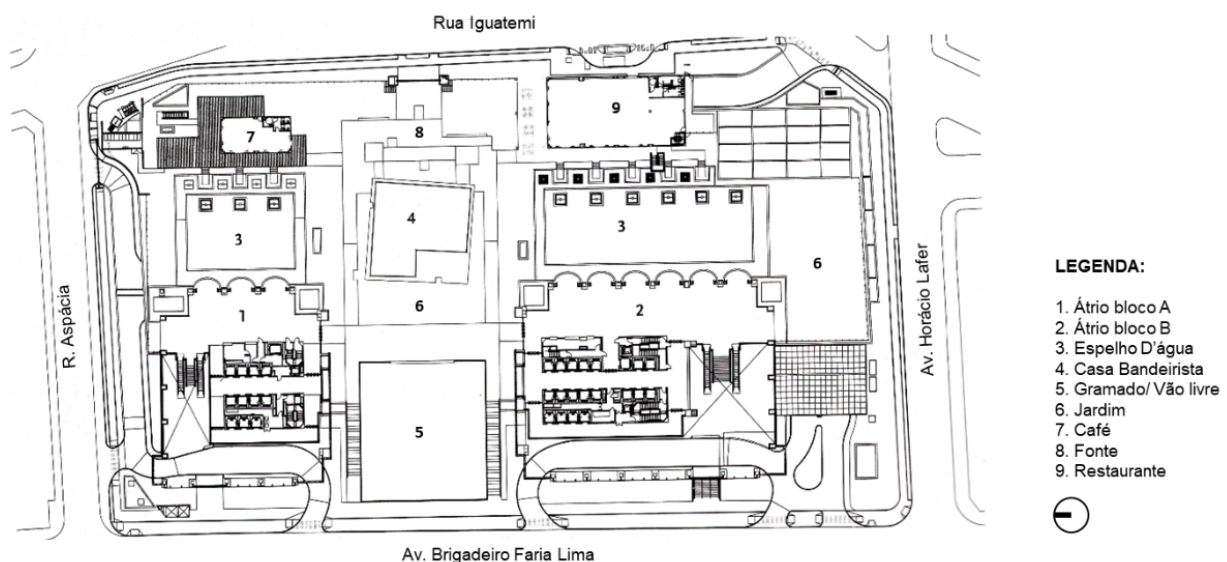 Rua Iguatemi
9
7
8
4
3
3
6
6
1
2
R. Aspácia
Av. Horácio Lafer
5
Av. Brigadeiro Faria Lima
LEGENDA:
1. Átrio bloco A
2. Átrio bloco B
3. Espelho D'água
4. Casa Bandeirista
5. Gramado/ Vão livre
6. Jardim
7. Café
8. Fonte
9. Restaurante